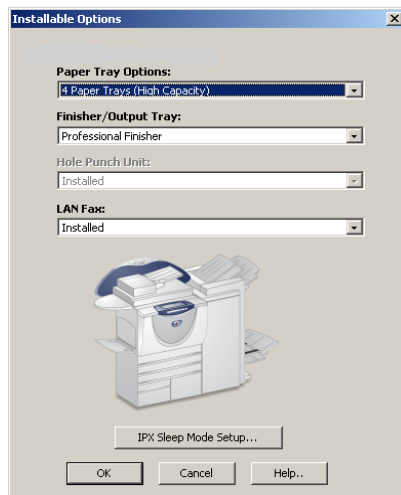 Installable Options
Paper Tray Options:
4 Paper Trays (High Capacity)
Finisher/Output Tray:
Professional Finisher
Hole Punch Unit:
Installed
LAN Fax:
Installed
IPX Sleep Mode Setup...
OK
Cancel
Help..